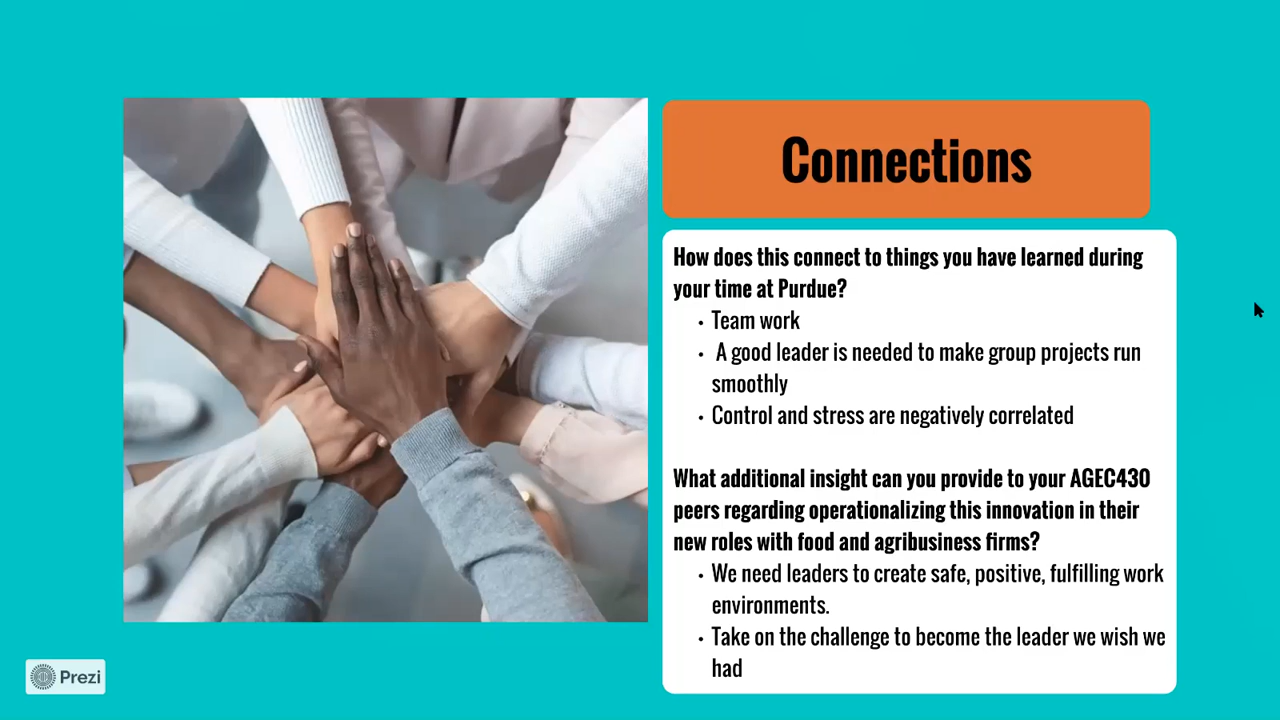 Connections
How does this connect to things you have learned during
your time at Purdue?
• Team work
• A good leader is needed to make group projects run
smoothly
• Control and stress are negatively correlated
What additional insight can you provide to your AGEC430
peers regarding operationalizing this innovation in their
new roles with food and agribusiness firms?
• We need leaders to create safe, positive, fulfilling work
environments.
• Take on the challenge to become the leader we wish we
had
Prezi